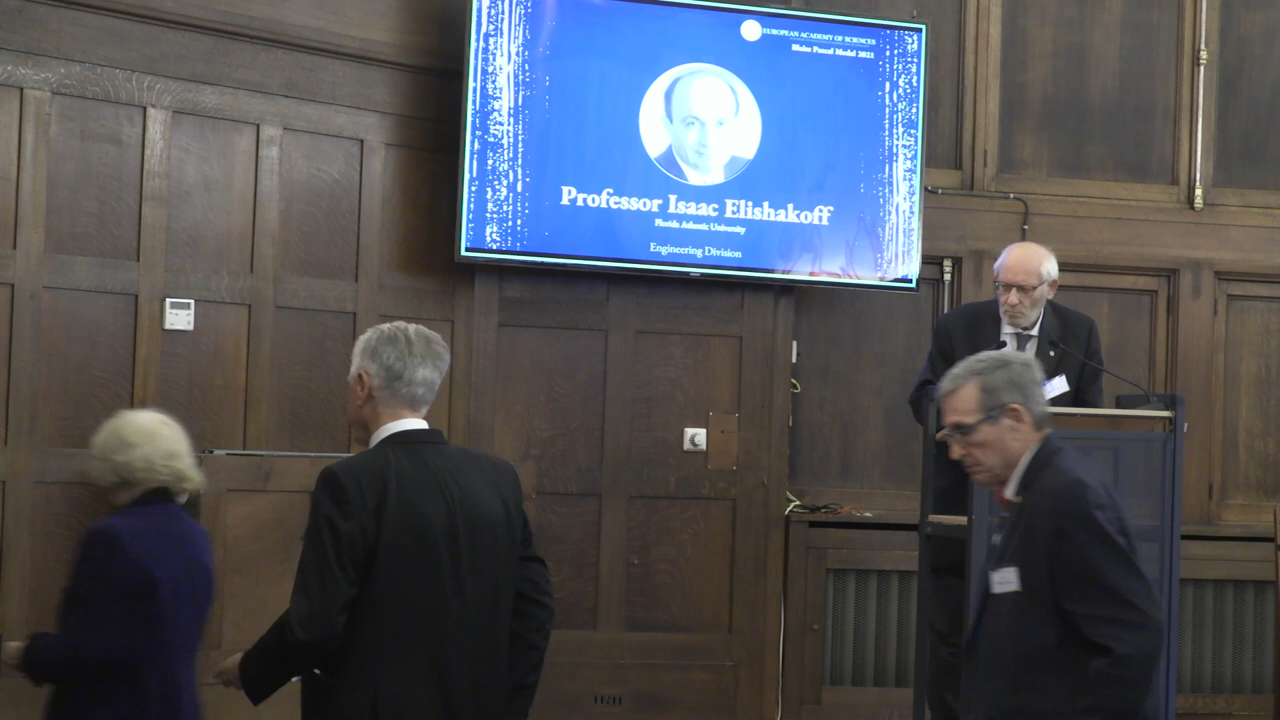 EUROPEAN ACADEMY OF SCIENCES
Blaise Pascal Medal 2021
Professor Isaac Elishakoff
Florida Atlantic University
Engineering Division